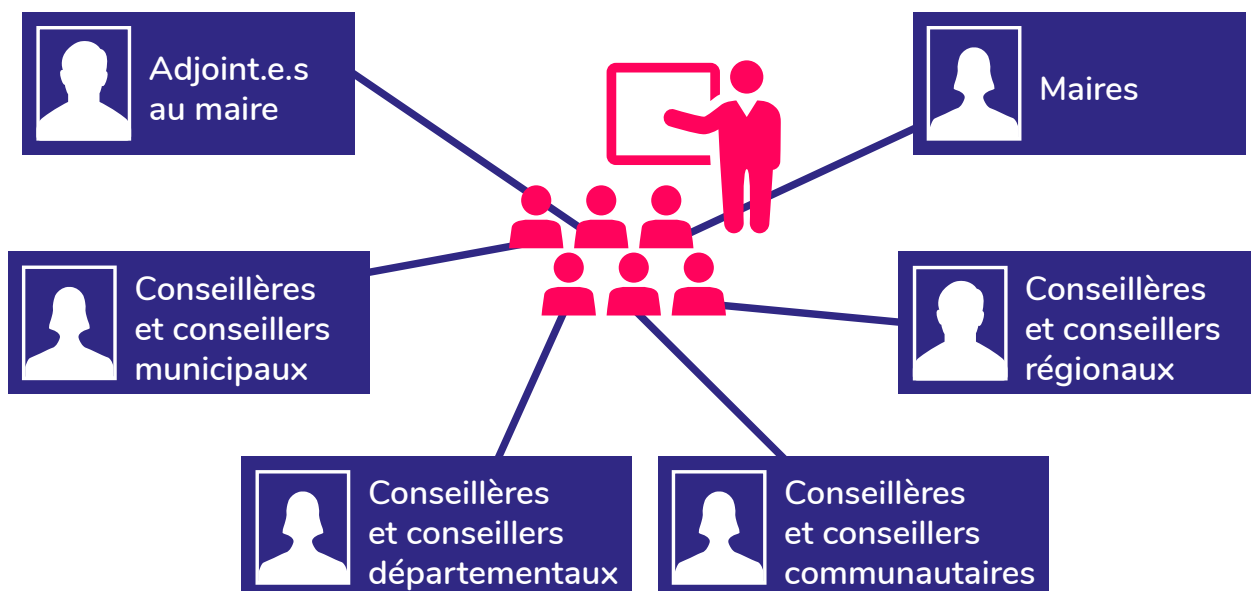 Adjoint.e.s
au maire
Maires
Conseillères
et conseillers
municipaux
Conseillères
et conseillers
régionaux
Conseillères
et conseillers
départementaux
Conseillères
et conseillers
communautaires